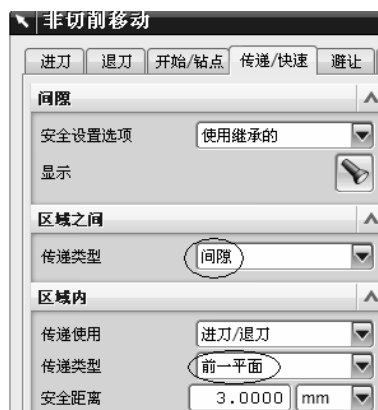 非切削移动
进刀 退刀 开始/钻点 传递/快速 避让
间隙
安全设置选项 使用继承的
显示
区域之间
传递类型 间隙
区域内
传递使用 进刀/退刀
传递类型 前一平面
安全距离 3.0000 mm